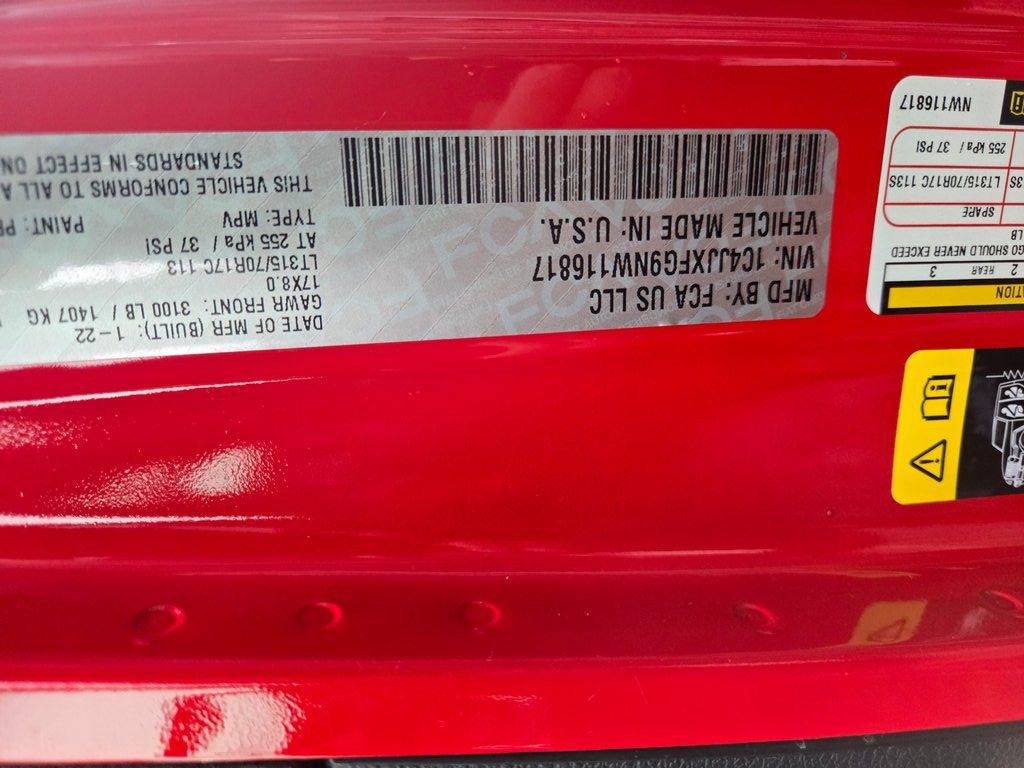 MFD BY: FCA US LLC
VIN: 1C4JJXFG9NW116817
VEHICLE MADE IN: U.S.A.
DATE OF MFR (BUILT): 1-22
GAWR FRONT: 3100 LB / 1407 KG
17X8.0
LT315/70R17C 113
AT 255 kPa / 37 PSI
TYPE: MPV
PAINT:
THIS VEHICLE CONFORMS TO ALL A
STANDARDS IN EFFECT ON
2 REAR 3
GO SHOULD NEVER EXCEED
LB
SPARE
LT315/70R17C 113S
255 kPa / 37 PSI
NW116817